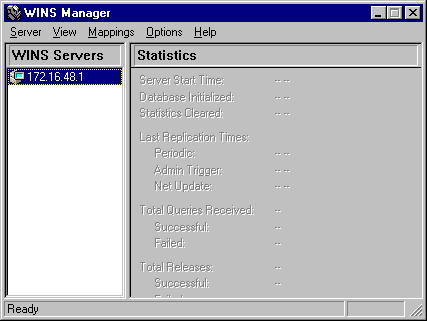 WINS Manager
Server View Mappings Options Help
WINS Servers
172.16.48.1
Statistics
Server Start Time: -- --
Database Initialized: -- --
Statistics Cleared: -- --
Last Replication Times:
Periodic: -- --
Admin Trigger: -- --
Net Update: -- --
Total Queries Received: --
Successful: --
Failed: --
Total Releases: --
Successful: --
Failed: --
Ready